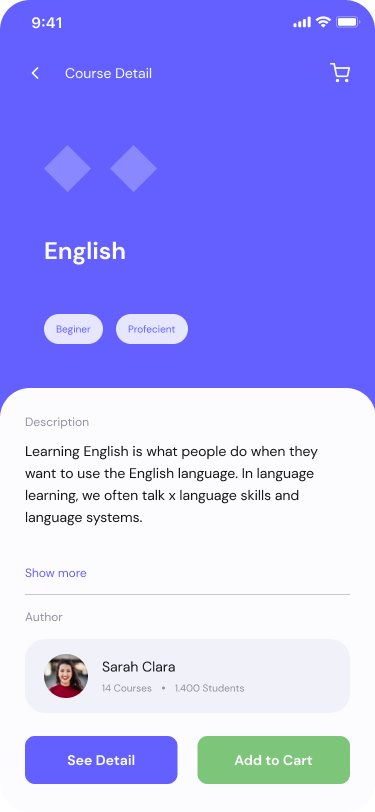 9:41
Course Detail
English
Beginer
Profecient
Description
Learning English is what people do when they
want to use the English language. In language
learning, we often talk x language skills and
language systems.
Show more
Author
Sarah Clara
14 Courses • 1.400 Students
See Detail
Add to Cart